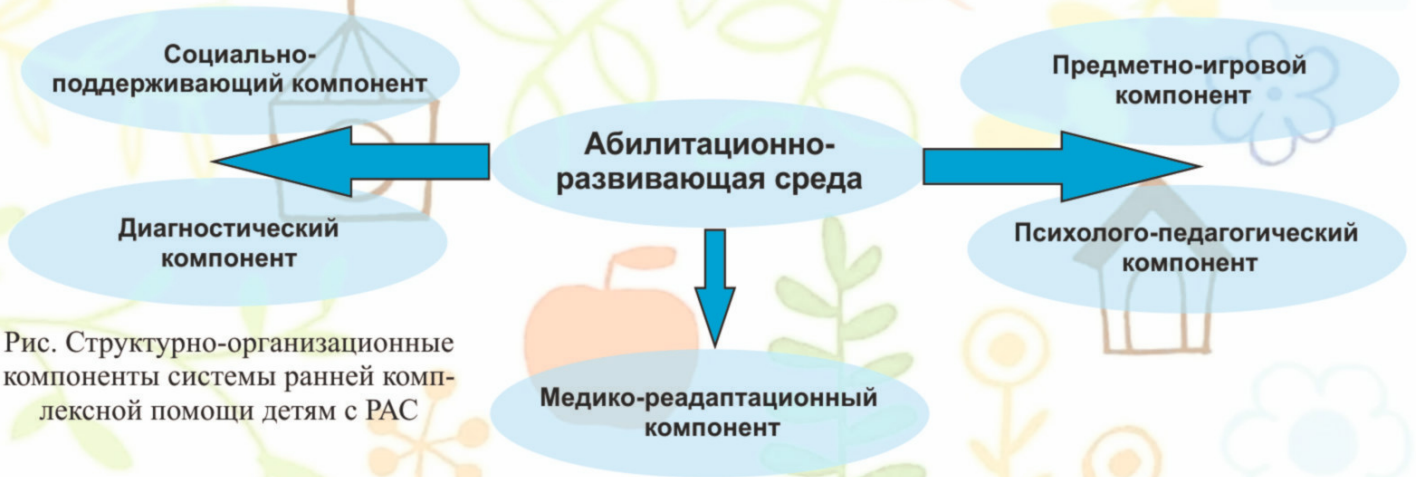 Социально-
поддерживающий компонент
Предметно-игровой
компонент
Абилитационно-
развивающая среда
Диагностический
компонент
Психолого-педагогический
компонент
Рис. Структурно-организационные
компоненты системы ранней комп-
лексной помощи детям с РАС
Медико-реадаптационный
компонент